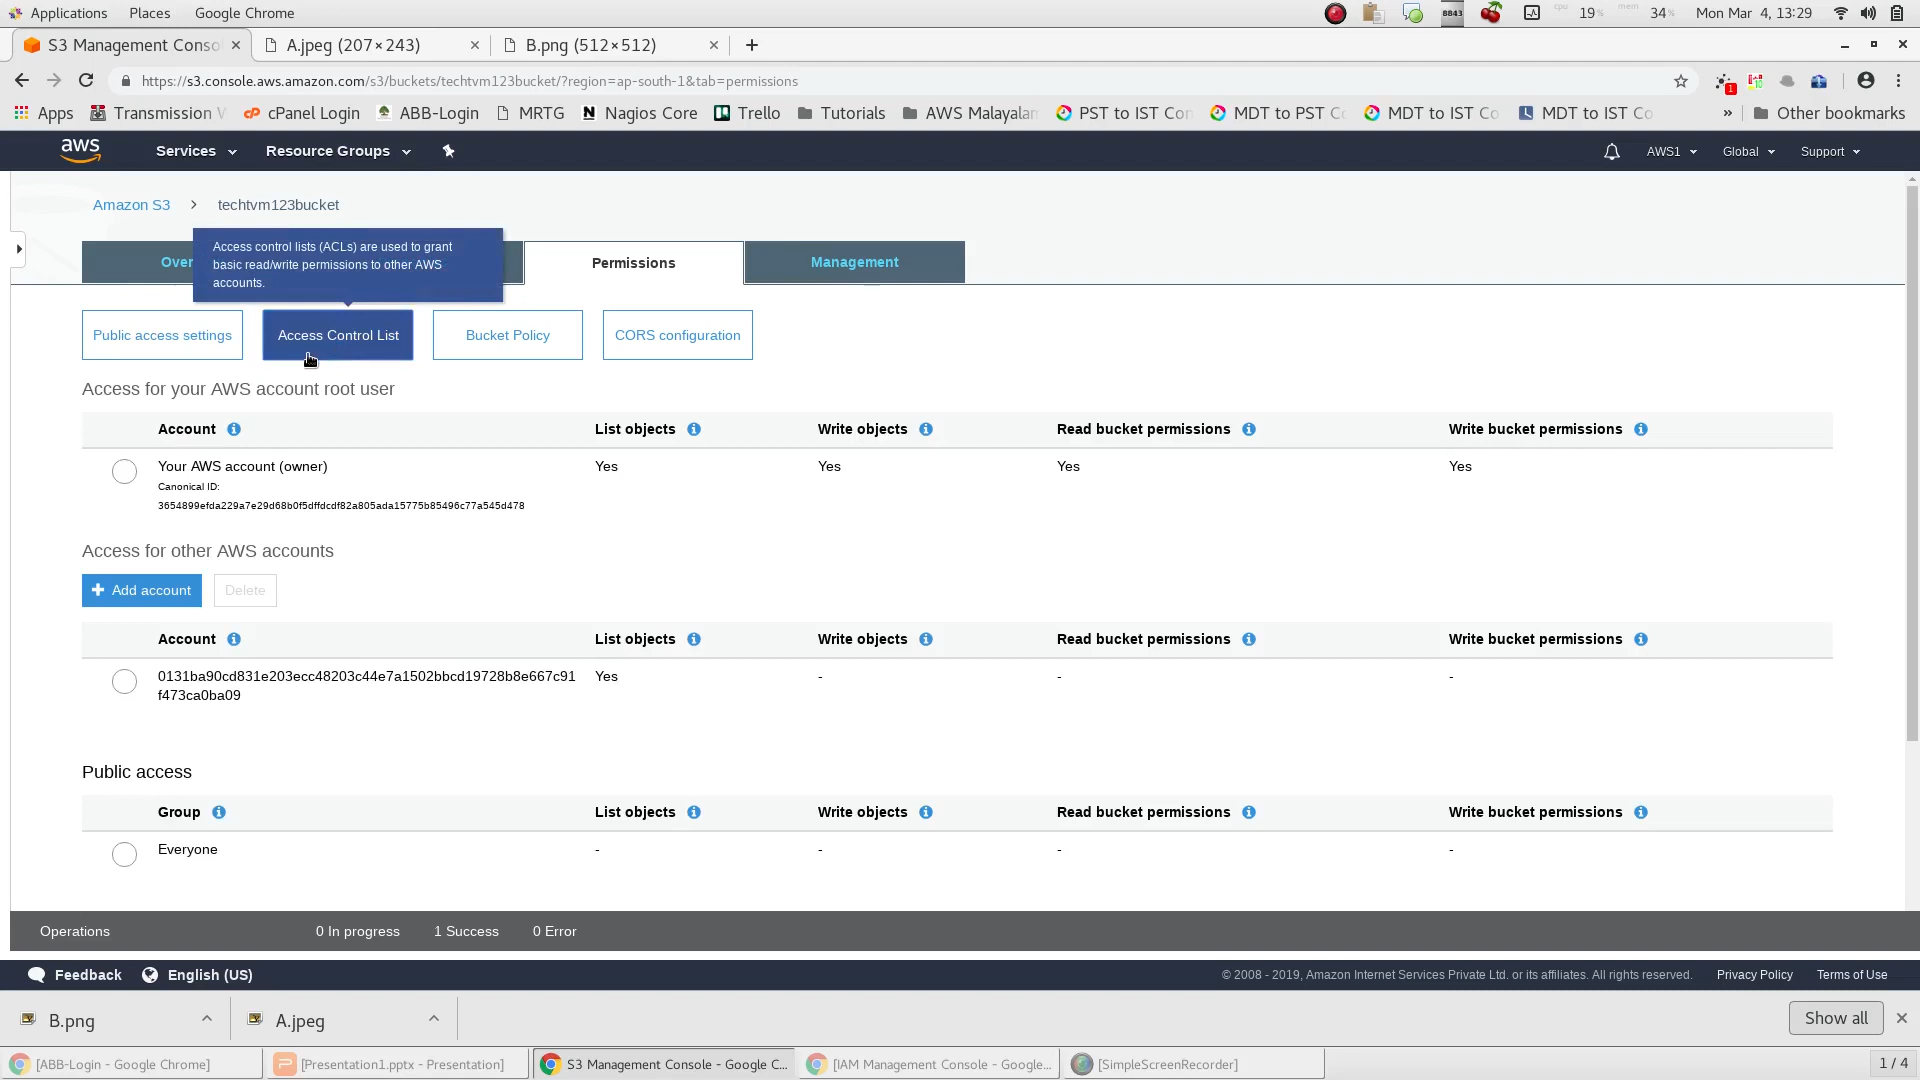 Applications Places Google Chrome
8843 cpu 19% mem 34% Mon Mar 4, 13:29
S3 Management Conso A.jpeg (207×243) B.png (512×512)
https://s3.console.aws.amazon.com/s3/buckets/techtvm123bucket/?region=ap-south-1&tab=permissions
1
Apps Transmission V cPanel Login ABB-Login MRTG Nagios Core Trello Tutorials AWS Malayalam PST to IST Con MDT to PST Co MDT to IST Co MDT to IST Co » Other bookmarks
aws Services Resource Groups AWS1 Global Support
Amazon S3 > techtvm123bucket
Access control lists (ACLs) are used to grant
basic read/write permissions to other AWS
accounts.
Over Permissions Management
Public access settings Access Control List Bucket Policy CORS configuration
Access for your AWS account root user
Account List objects Write objects Read bucket permissions Write bucket permissions
Your AWS account (owner) Yes Yes Yes Yes
Canonical ID:
3654899efda229a7e29d68b0f5dffdcdf82a805ada15775b85496c77a545d478
Access for other AWS accounts
+ Add account Delete
Account List objects Write objects Read bucket permissions Write bucket permissions
0131ba90cd831e203ecc48203c44e7a1502bbcd19728b8e667c91 Yes - - -
f473ca0ba09
Public access
Group List objects Write objects Read bucket permissions Write bucket permissions
Everyone - - - -
Operations 0 In progress 1 Success 0 Error
Feedback English (US) © 2008 - 2019, Amazon Internet Services Private Ltd. or its affiliates. All rights reserved. Privacy Policy Terms of Use
B.png A.jpeg Show all
[ABB-Login - Google Chrome] [Presentation1.pptx - Presentation] S3 Management Console - Google C... [IAM Management Console - Google... [SimpleScreenRecorder] 1 / 4